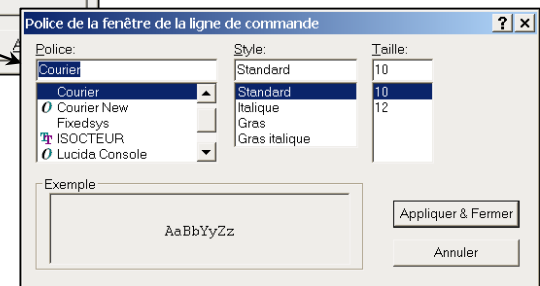 Police de la fenêtre de la ligne de commande
Police: Style: Taille:
Courier Standard 10
Courier Standard 10
Courier New Italique 12
Fixedsys Gras
ISOCTEUR Gras italique
Lucida Console
Exemple
AaBbYyZz
Appliquer & Fermer
Annuler